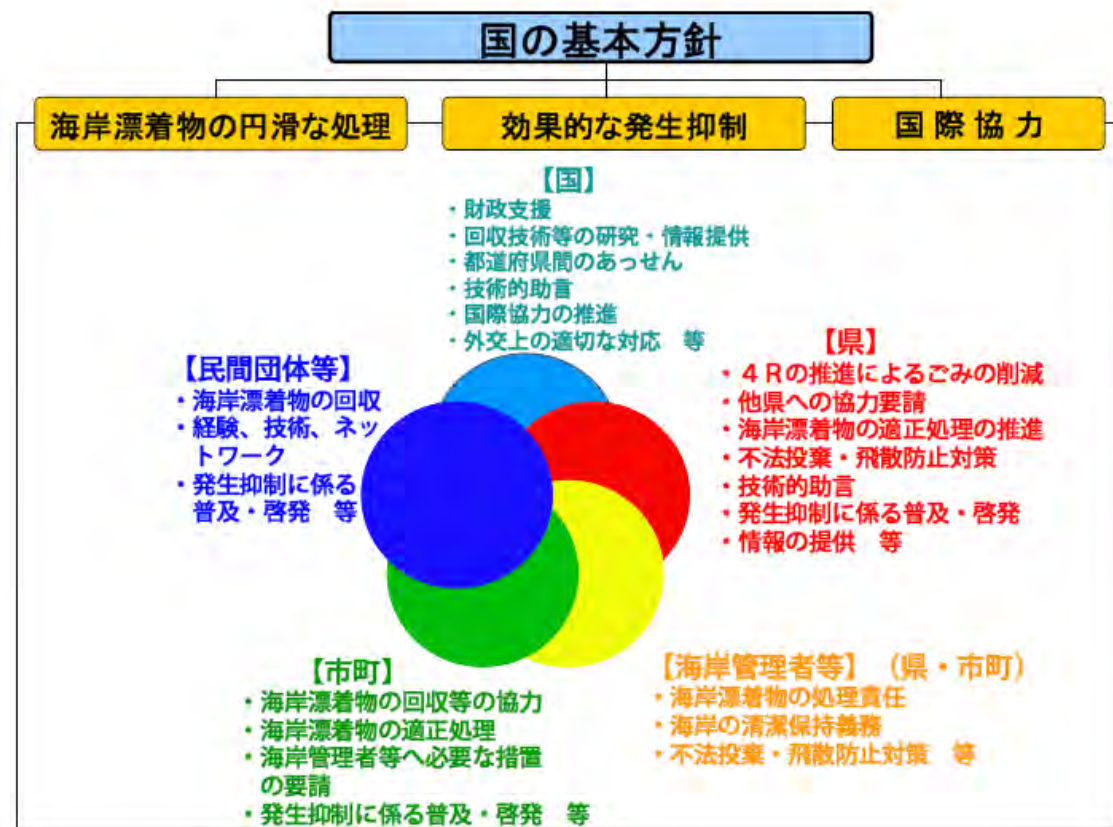 国の基本方針
海岸漂着物の円滑な処理
効果的な発生抑制
国際協力
【国】
・財政支援
・回収技術等の研究・情報提供
・都道府県間のあっせん
・技術的助言
・国際協力の推進
・外交上の適切な対応　等
【民間団体等】
・海岸漂着物の回収
・経験、技術、ネッ
トワーク
・発生抑制に係る
普及・啓発　等
【県】
・４Ｒの推進によるごみの削減
・他県への協力要請
・海岸漂着物の適正処理の推進
・不法投棄・飛散防止対策
・技術的助言
・発生抑制に係る普及・啓発
・情報の提供　等
【市町】
・海岸漂着物の回収等の協力
・海岸漂着物の適正処理
・海岸管理者等へ必要な措置
の要請
・発生抑制に係る普及・啓発　等
【海岸管理者等】（県・市町）
・海岸漂着物の処理責任
・海岸の清潔保持義務
・不法投棄・飛散防止対策　等